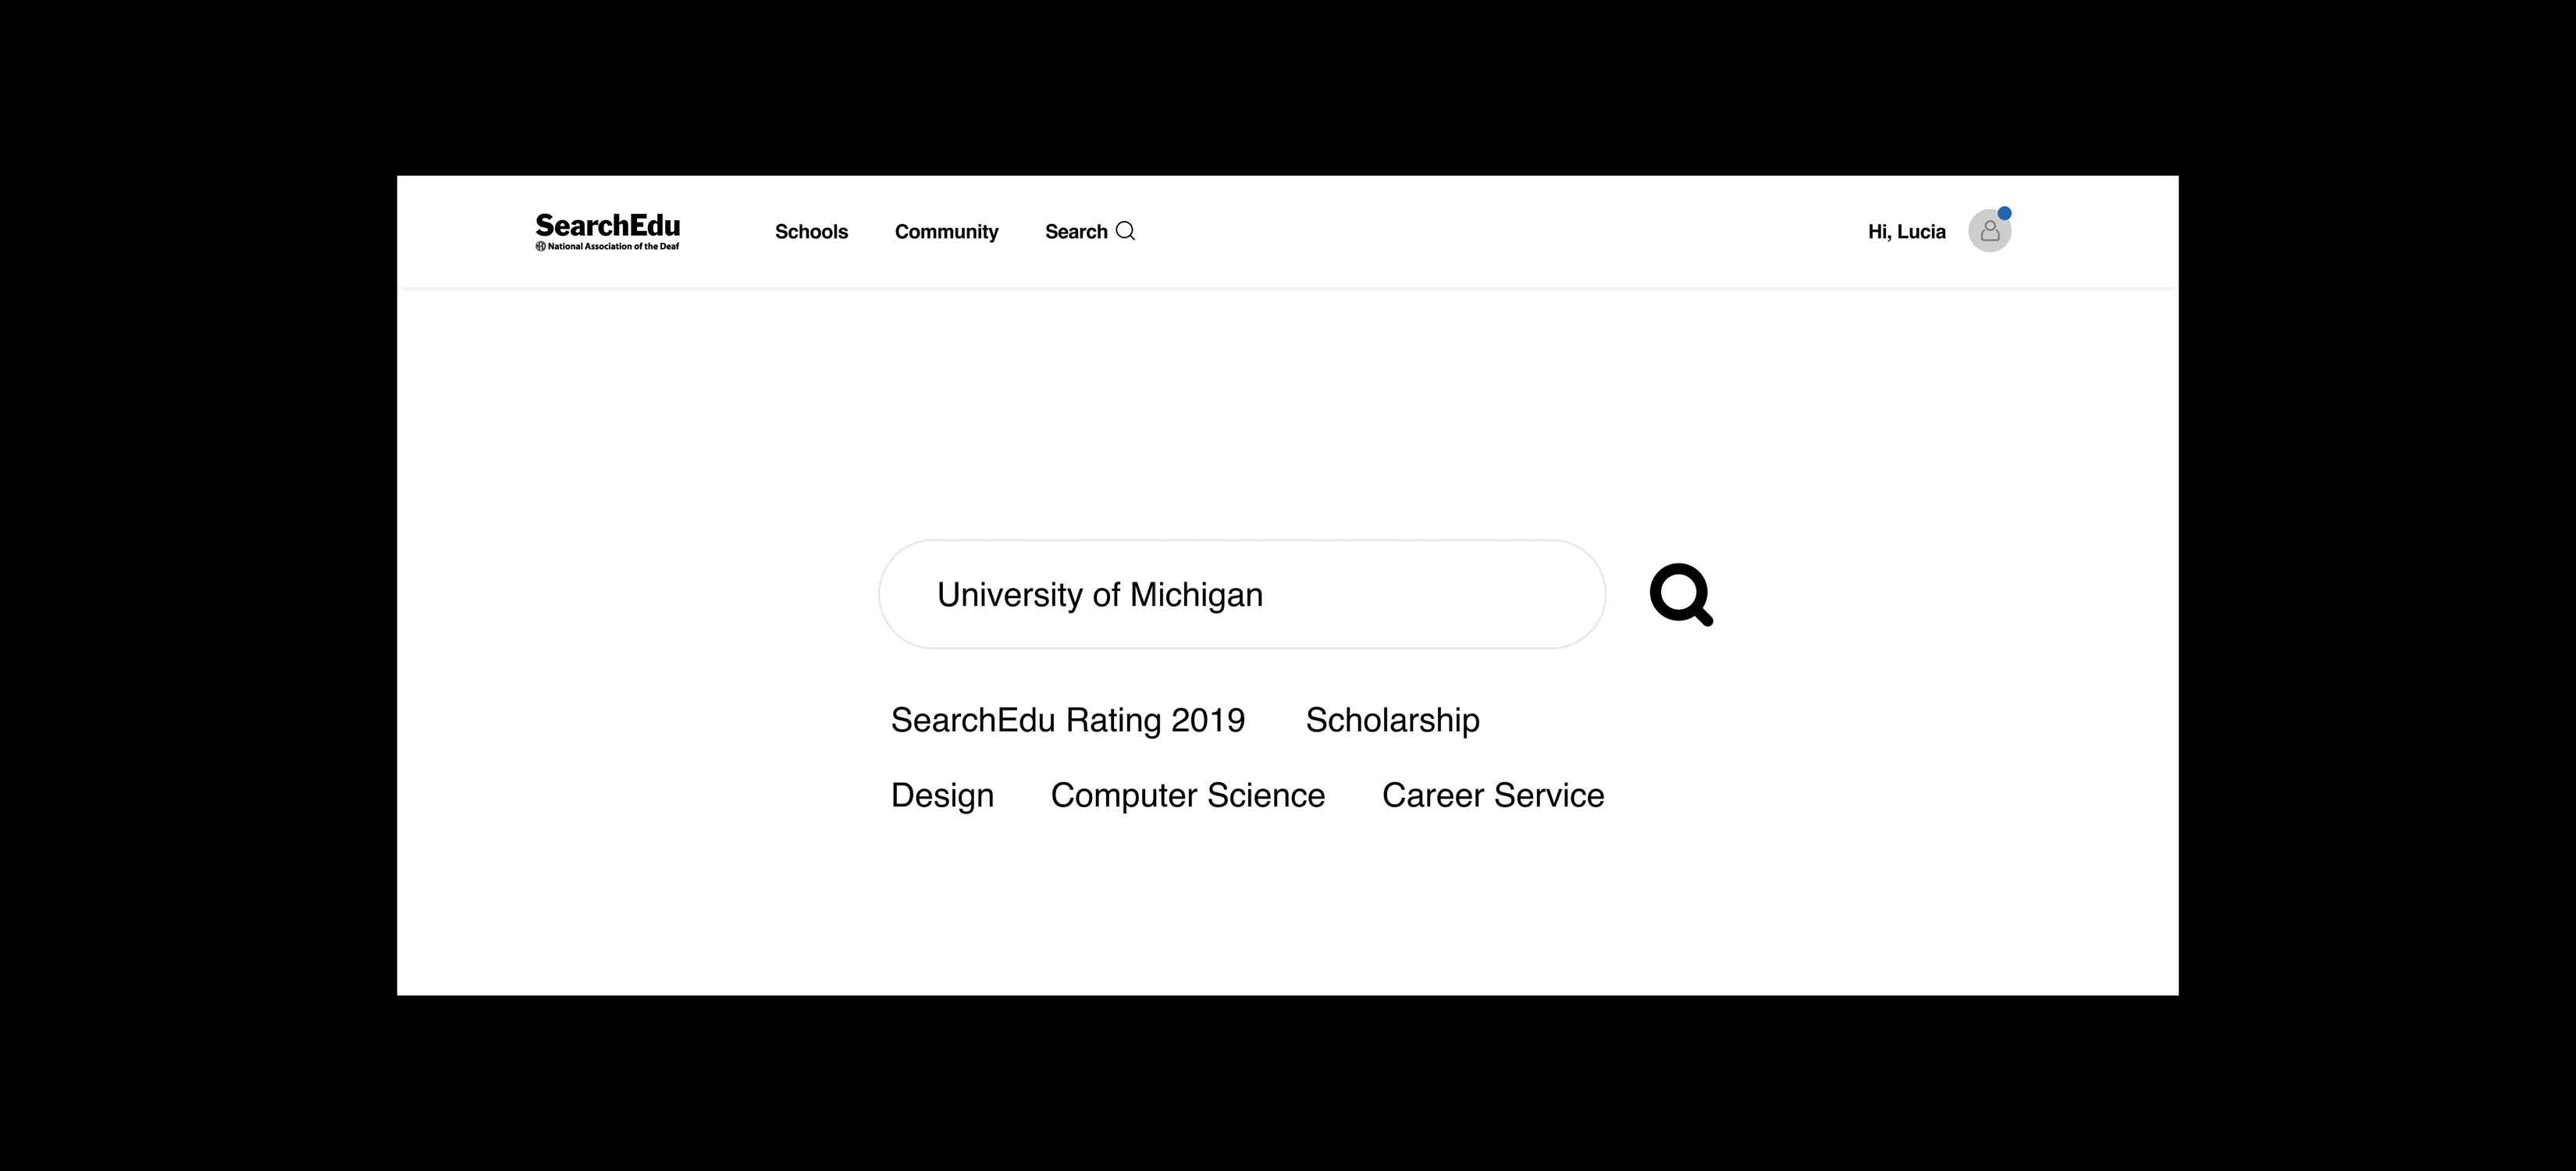 SearchEdu
National Association of the Deaf
Schools
Community
Search
Hi, Lucia
University of Michigan
SearchEdu Rating 2019 Scholarship
Design Computer Science Career Service